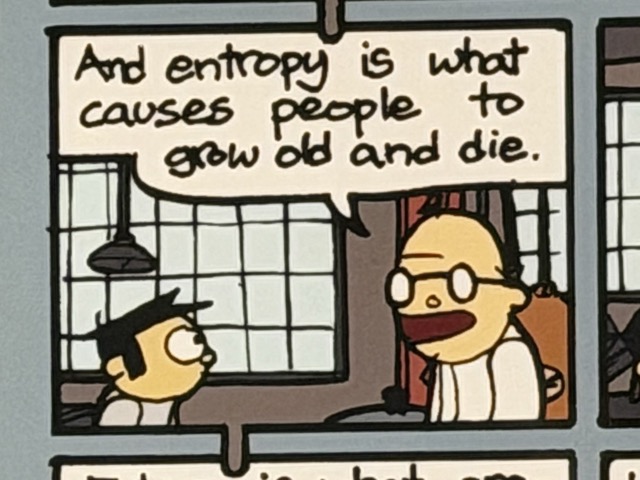 And entropy is what
causes people to
grow old and die.